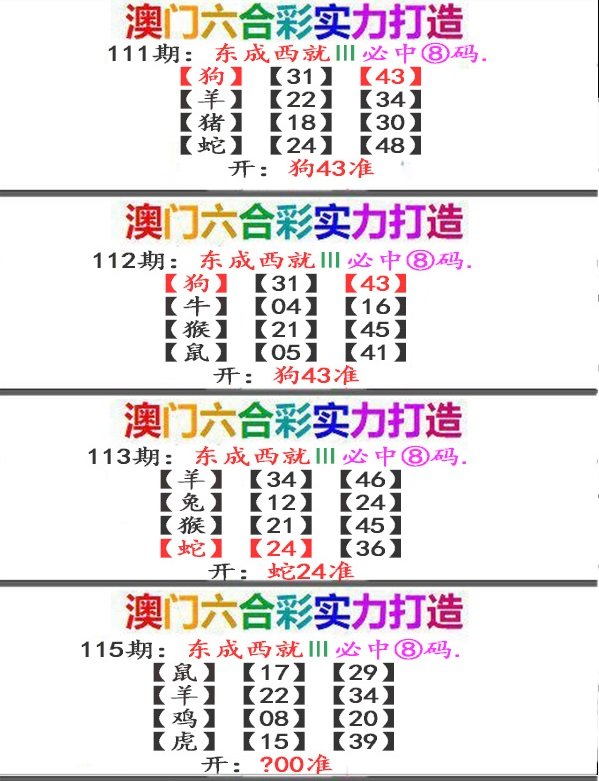 澳门六合彩实力打造
111期：东成西就III必中⑧码.
【狗】【31】【43】
【羊】【22】【34】
【猪】【18】【30】
【蛇】【24】【48】
开：狗43准
澳门六合彩实力打造
112期：东成西就III必中⑧码.
【狗】【31】【43】
【牛】【04】【16】
【猴】【21】【45】
【鼠】【05】【41】
开：狗43准
澳门六合彩实力打造
113期：东成西就III必中⑧码.
【羊】【34】【46】
【兔】【12】【24】
【猴】【21】【45】
【蛇】【24】【36】
开：蛇24准
澳门六合彩实力打造
115期：东成西就III必中⑧码.
【鼠】【17】【29】
【羊】【22】【34】
【鸡】【08】【20】
【虎】【15】【39】
开：?00准